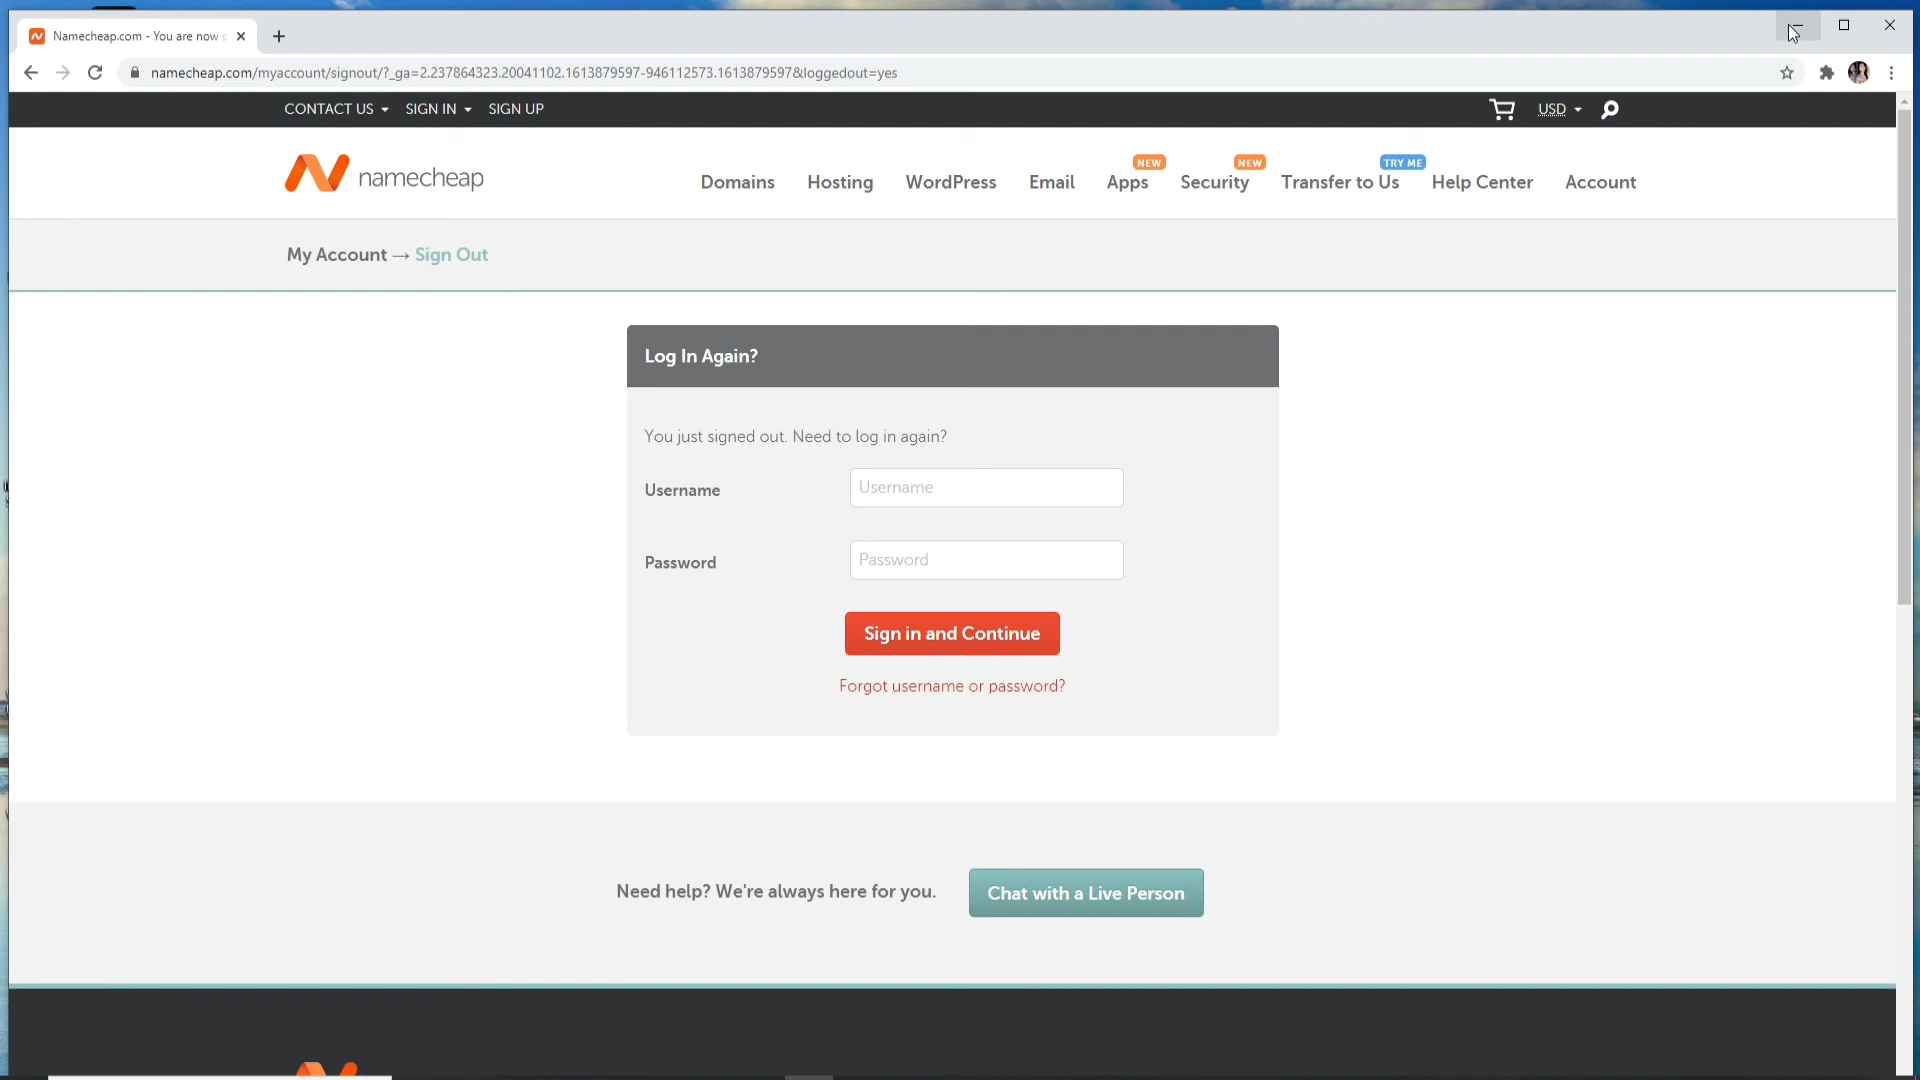 Namecheap.com - You are now
namecheap.com/myaccount/signout/?_ga=2.237864323.20041102.1613879597-946112573.1613879597&loggedout=yes
CONTACT US SIGN IN SIGN UP
USD
namecheap
NEW NEW TRY ME
Domains Hosting WordPress Email Apps Security Transfer to Us Help Center Account
My Account → Sign Out
Log In Again?
You just signed out. Need to log in again?
Username Username
Password Password
Sign in and Continue
Forgot username or password?
Need help? We're always here for you. Chat with a Live Person